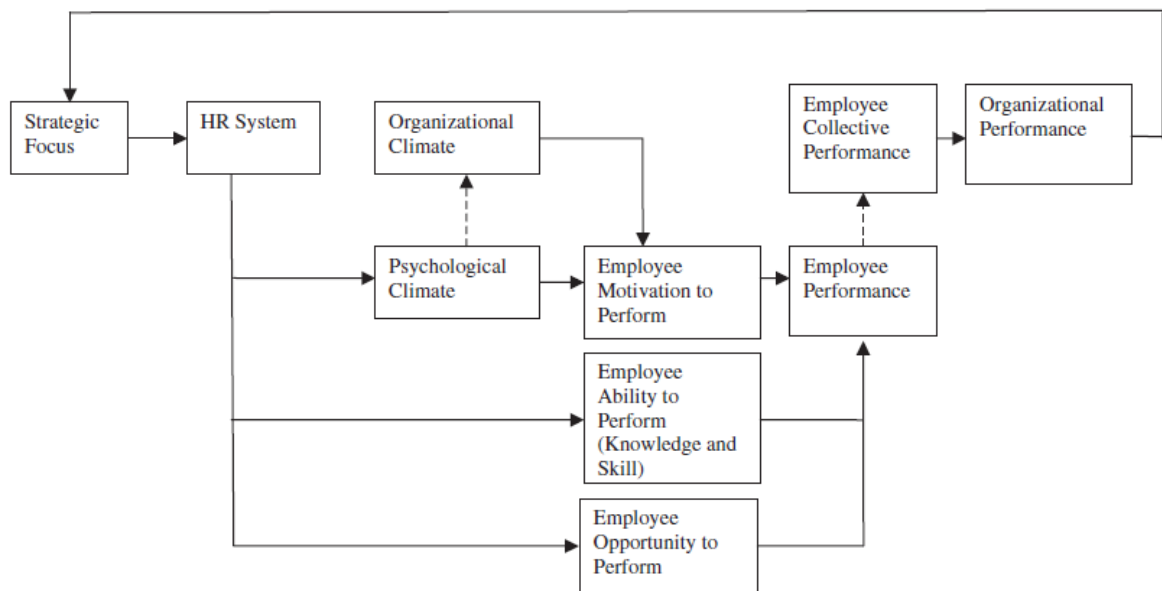 Strategic
Focus
HR System
Organizational
Climate
Employee
Collective
Performance
Organizational
Performance
Psychological
Climate
Employee
Motivation to
Perform
Employee
Performance
Employee
Ability to
Perform
(Knowledge and
Skill)
Employee
Opportunity to
Perform